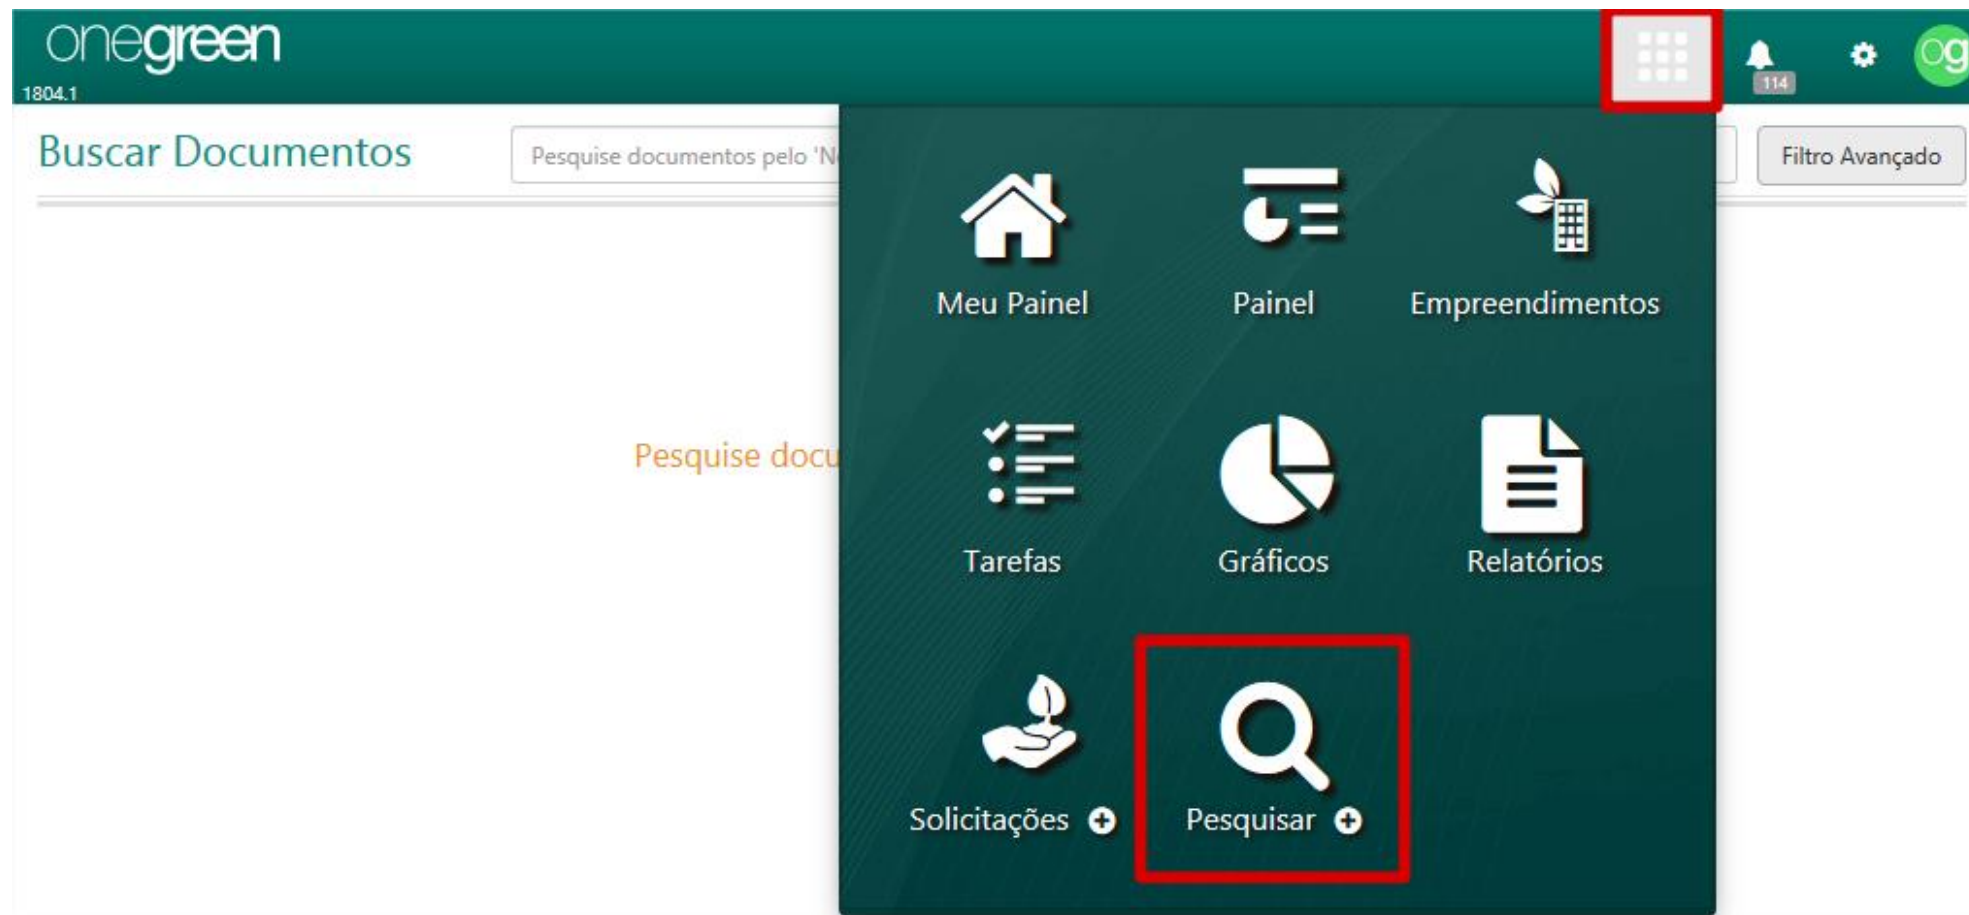 onegreen
1804.1
114
og
Buscar Documentos
Pesquise documentos pelo 'N
Filtro Avançado
Meu Painel
Painel
Empreendimentos
Pesquise docu
Tarefas
Gráficos
Relatórios
Solicitações
Pesquisar